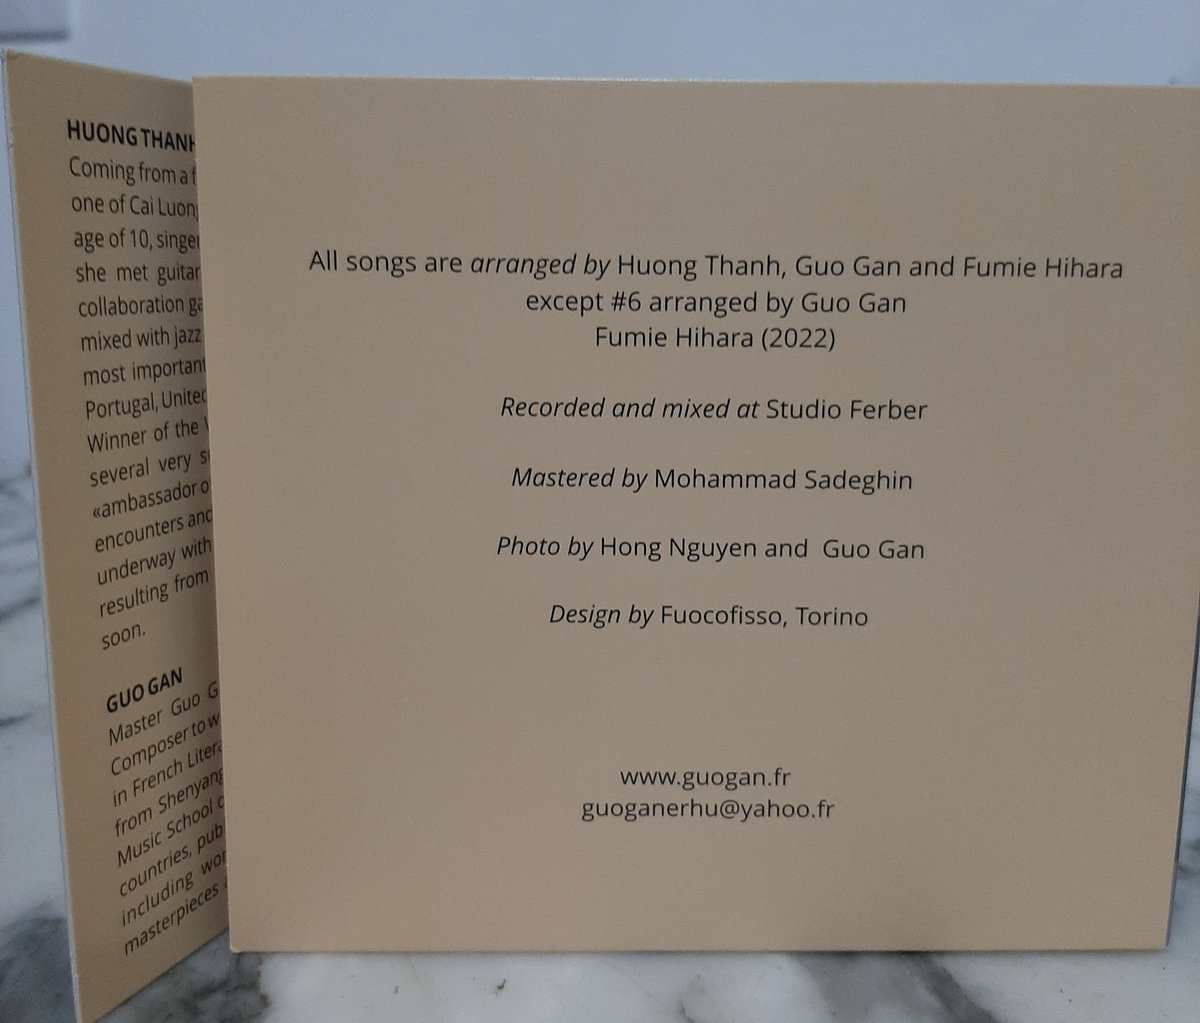 HUONG THANH
Coming from a
one of Cai Luon
age of 10, singe
she met guitar
collaboration ga
mixed with jazz
most important
Portugal, United
Winner of the
several very
«ambassador o
encounters and
underway with
resulting from
soon.
GUO GAN
Master Guo G
Composer to w
in French Litera
from Shenyang
Music School
countries, pub
including wor
masterpieces
All songs are arranged by Huong Thanh, Guo Gan and Fumie Hihara
except #6 arranged by Guo Gan
Fumie Hihara (2022)
Recorded and mixed at Studio Ferber
Mastered by Mohammad Sadeghin
Photo by Hong Nguyen and Guo Gan
Design by Fuocofisso, Torino
www.guogan.fr
guoganerhu@yahoo.fr